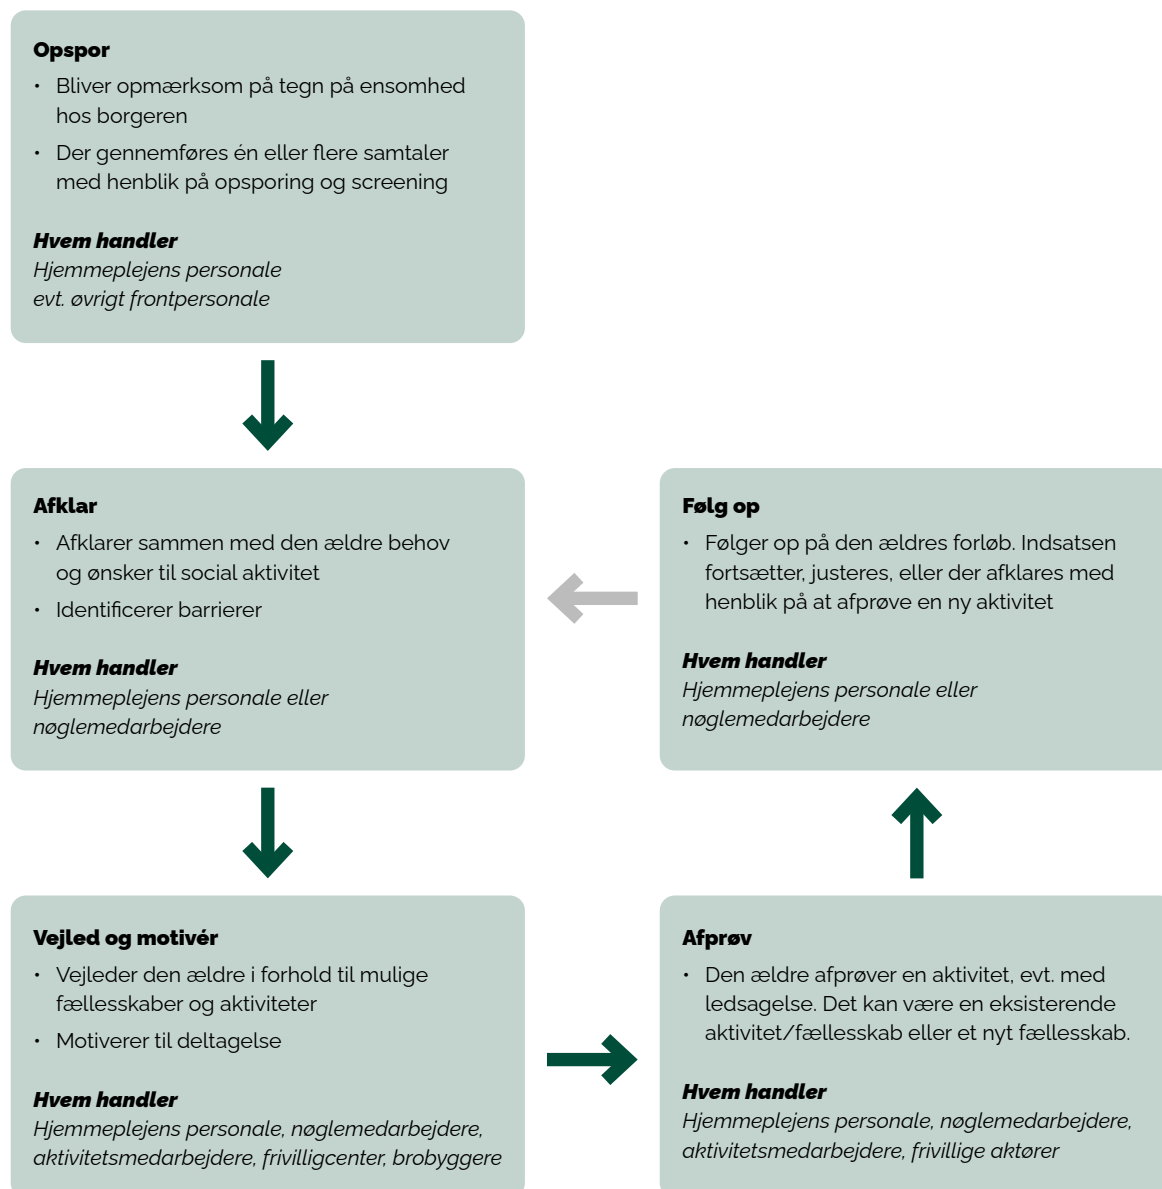 Opspor
• Bliver opmærksom på tegn på ensomhed
hos borgeren
• Der gennemføres én eller flere samtaler
med henblik på opsporing og screening
Hvem handler
Hjemmeplejens personale
evt. øvrigt frontpersonale
Afklar
• Afklarer sammen med den ældre behov
og ønsker til social aktivitet
• Identificerer barrierer
Hvem handler
Hjemmeplejens personale eller
nøglemedarbejdere
Vejled og motivér
• Vejleder den ældre i forhold til mulige
fællesskaber og aktiviteter
• Motiverer til deltagelse
Hvem handler
Hjemmeplejens personale, nøglemedarbejdere,
aktivitetsmedarbejdere, frivilligcenter, brobyggere
Afprøv
• Den ældre afprøver en aktivitet, evt. med
ledsagelse. Det kan være en eksisterende
aktivitet/fællesskab eller et nyt fællesskab.
Hvem handler
Hjemmeplejens personale, nøglemedarbejdere,
aktivitetsmedarbejdere, frivillige aktører
Følg op
• Følger op på den ældres forløb. Indsatsen
fortsætter, justeres, eller der afklares med
henblik på at afprøve en ny aktivitet
Hvem handler
Hjemmeplejens personale eller
nøglemedarbejdere